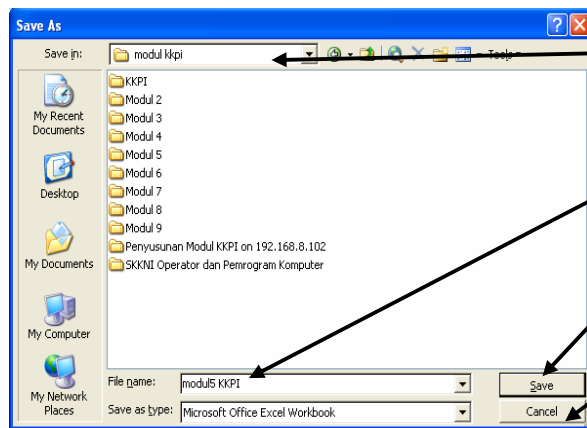 Save As
Save in:
modul kkpi
Tools
My Recent
Documents
Desktop
My Documents
My Computer
My Network
Places
KKPI
Modul 2
Modul 3
Modul 4
Modul 5
Modul 6
Modul 7
Modul 8
Modul 9
Penyusunan Modul KKPI on 192.168.8.102
SKKNI Operator dan Pemrogram Komputer
File name:
modul5 KKPI
Save
Save as type:
Microsoft Office Excel Workbook
Cancel